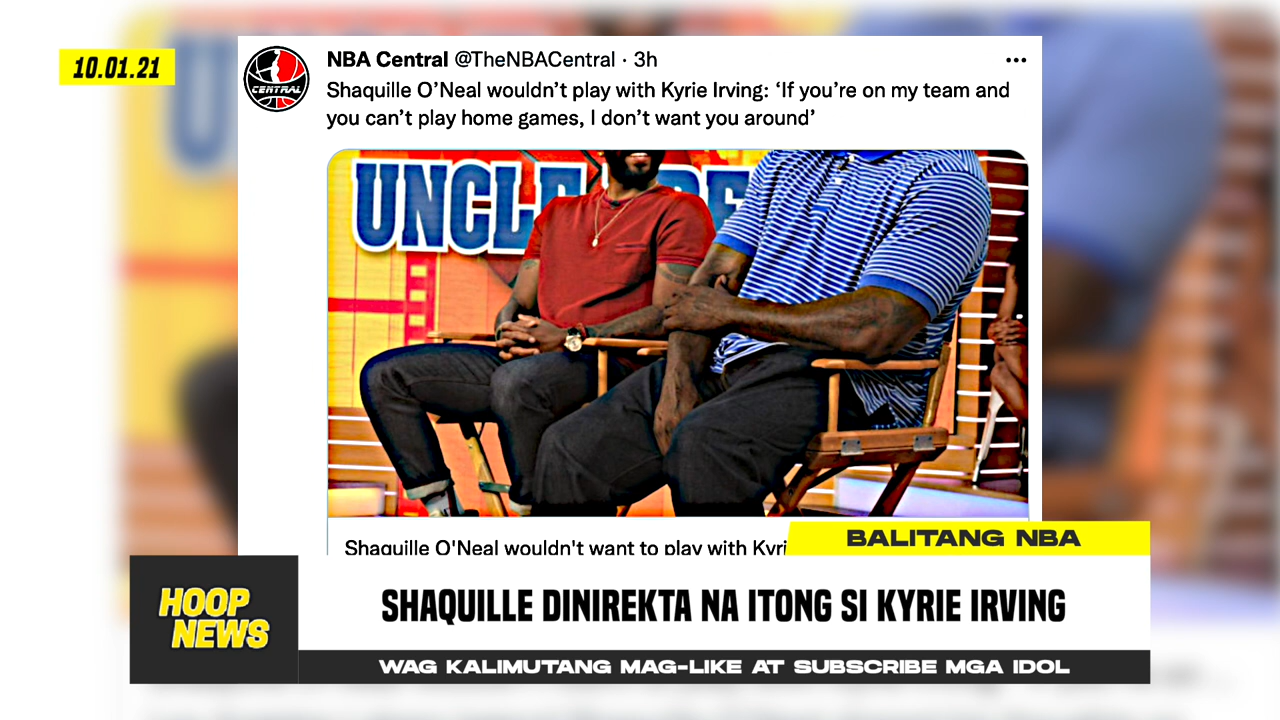 10.01.21
NBA Central @TheNBACentral · 3h
Shaquille O’Neal wouldn’t play with Kyrie Irving: ‘If you’re on my team and
you can’t play home games, I don’t want you around’
CENTRAL
UNCLE
Shaquille O'Neal wouldn't want to play with Kyri
BALITANG NBA
HOOP
NEWS
SHAQUILLE DINIREKTA NA ITONG SI KYRIE IRVING
WAG KALIMUTANG MAG-LIKE AT SUBSCRIBE MGA IDOL